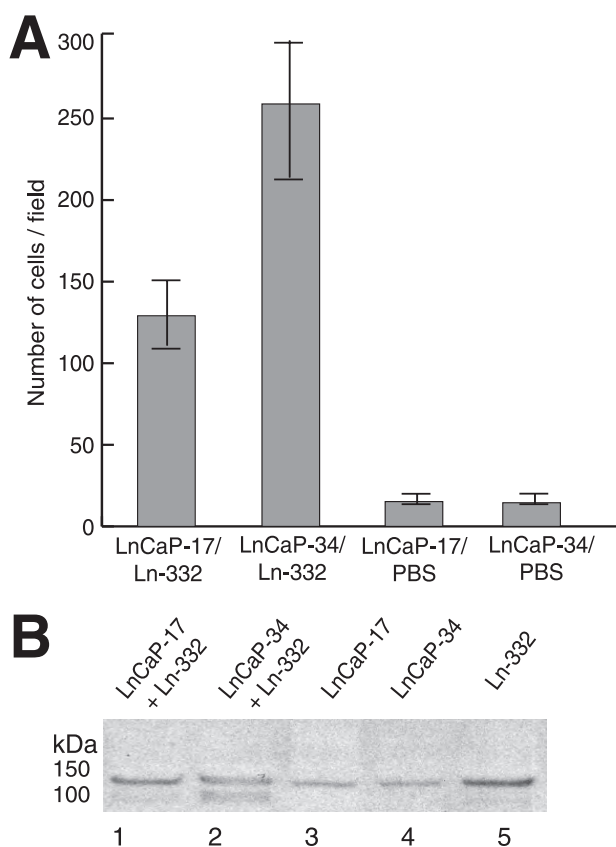 A
300
250
200
150
100
50
0
Number of cells / field
LnCaP-17/
Ln-332
LnCaP-34/
Ln-332
LnCaP-17/
PBS
LnCaP-34/
PBS
B
LnCaP-17
+ Ln-332
LnCaP-34
+ Ln-332
LnCaP-17
LnCaP-34
Ln-332
kDa
150
100
1 2 3 4 5